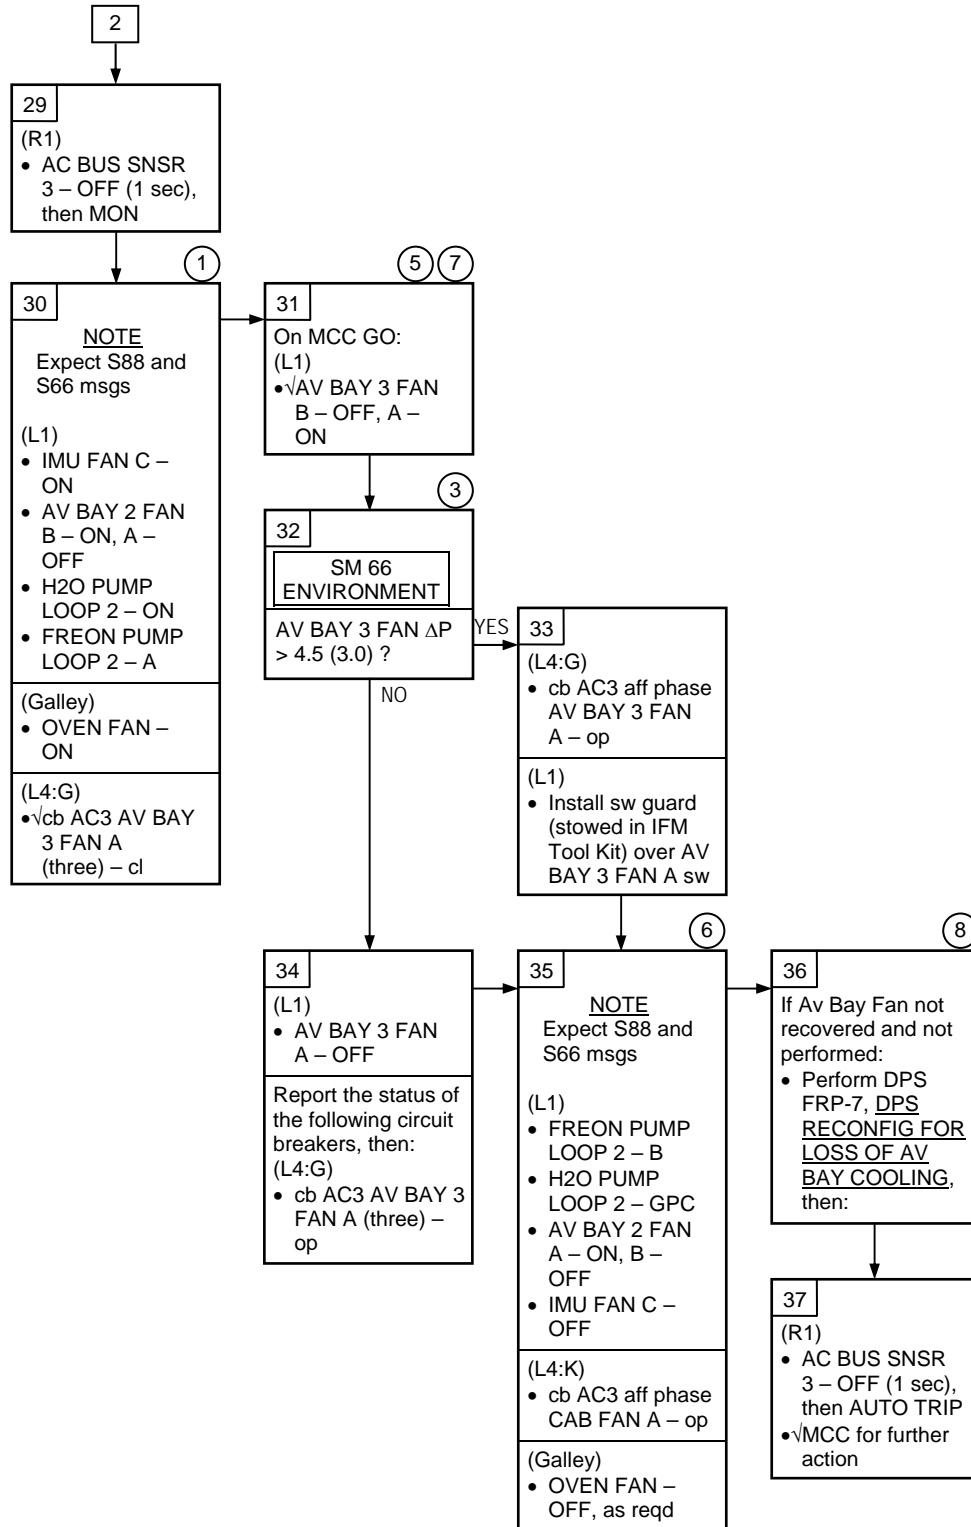 2
29
(R1)
• AC BUS SNSR
3 – OFF (1 sec),
then MON
1
30
NOTE
Expect S88 and
S66 msgs
(L1)
• IMU FAN C –
ON
• AV BAY 2 FAN
B – ON, A –
OFF
• H2O PUMP
LOOP 2 – ON
• FREON PUMP
LOOP 2 – A
(Galley)
• OVEN FAN –
ON
(L4:G)
•√cb AC3 AV BAY
3 FAN A
(three) – cl
5 7
31
On MCC GO:
(L1)
•√AV BAY 3 FAN
B – OFF, A –
ON
3
32
SM 66
ENVIRONMENT
AV BAY 3 FAN ΔP
> 4.5 (3.0) ?
YES
NO
33
(L4:G)
• cb AC3 aff phase
AV BAY 3 FAN
A – op
(L1)
• Install sw guard
(stowed in IFM
Tool Kit) over AV
BAY 3 FAN A sw
34
(L1)
• AV BAY 3 FAN
A – OFF
Report the status of
the following circuit
breakers, then:
(L4:G)
• cb AC3 AV BAY 3
FAN A (three) –
op
6
35
NOTE
Expect S88 and
S66 msgs
(L1)
• FREON PUMP
LOOP 2 – B
• H2O PUMP
LOOP 2 – GPC
• AV BAY 2 FAN
A – ON, B –
OFF
• IMU FAN C –
OFF
(L4:K)
• cb AC3 aff phase
CAB FAN A – op
(Galley)
• OVEN FAN –
OFF, as reqd
8
36
If Av Bay Fan not
recovered and not
performed:
• Perform DPS
FRP-7, DPS
RECONFIG FOR
LOSS OF AV
BAY COOLING,
then:
37
(R1)
• AC BUS SNSR
3 – OFF (1 sec),
then AUTO TRIP
•√MCC for further
action